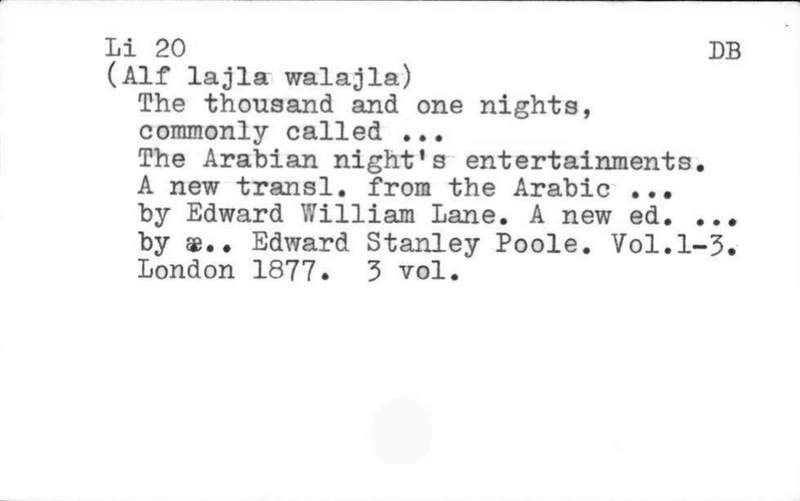 Li 20 DB
(Alf lajla walajla)
The thousand and one nights,
commonly called ...
The Arabian night's entertainments.
A new transl. from the Arabic ...
by Edward William Lane. A new ed. ...
by .. Edward Stanley Poole. Vol.1-3.
London 1877. 3 vol.